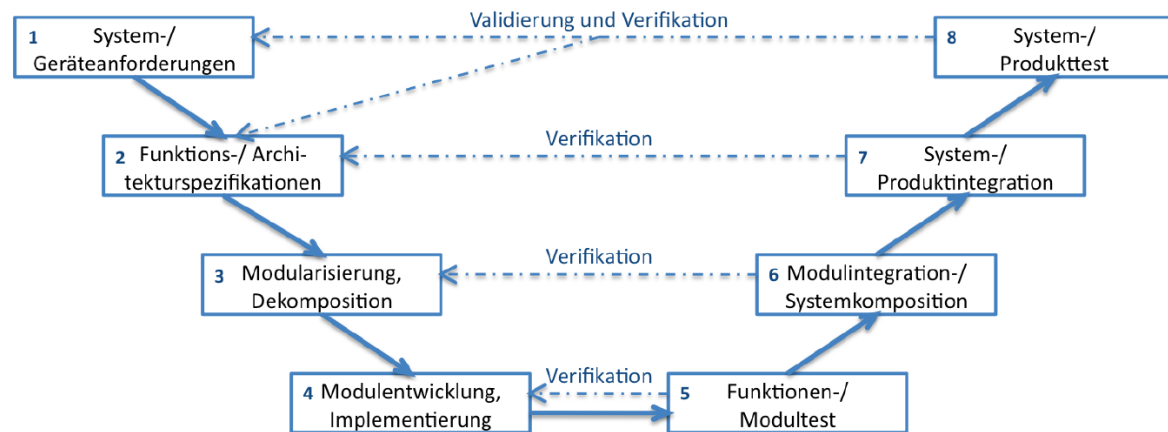 Validierung und Verifikation
1 System-/
Geräteanforderungen
8 System-/
Produkttest
2 Funktions-/ Archi-
tekturspezifikationen
Verifikation
7 System-/
Produktintegration
3 Modularisierung,
Dekomposition
Verifikation
6 Modulintegration-/
Systemkomposition
4 Modulentwicklung,
Implementierung
Verifikation
5 Funktionen-/
Modultest